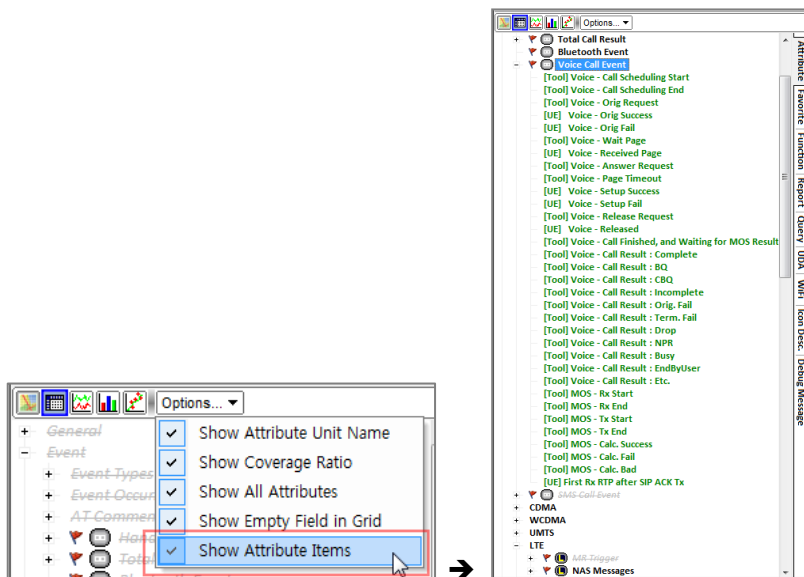 Options...
General
Event
Event Types
Event Occur
AT Commen
Hand
Total
Show Attribute Unit Name
Show Coverage Ratio
Show All Attributes
Show Empty Field in Grid
Show Attribute Items
➔
Options...
Total Call Result
Bluetooth Event
Voice Call Event
[Tool] Voice - Call Scheduling Start
[Tool] Voice - Call Scheduling End
[Tool] Voice - Orig Request
[UE] Voice - Orig Success
[UE] Voice - Orig Fail
[Tool] Voice - Wait Page
[UE] Voice - Received Page
[Tool] Voice - Answer Request
[Tool] Voice - Page Timeout
[UE] Voice - Setup Success
[UE] Voice - Setup Fail
[Tool] Voice - Release Request
[UE] Voice - Released
[Tool] Voice - Call Finished, and Waiting for MOS Result
[Tool] Voice - Call Result : Complete
[Tool] Voice - Call Result : BQ
[Tool] Voice - Call Result : CBQ
[Tool] Voice - Call Result : Incomplete
[Tool] Voice - Call Result : Orig. Fail
[Tool] Voice - Call Result : Term. Fail
[Tool] Voice - Call Result : Drop
[Tool] Voice - Call Result : NPR
[Tool] Voice - Call Result : Busy
[Tool] Voice - Call Result : EndByUser
[Tool] Voice - Call Result : Etc.
[Tool] MOS - Rx Start
[Tool] MOS - Rx End
[Tool] MOS - Tx Start
[Tool] MOS - Tx End
[Tool] MOS - Calc. Success
[Tool] MOS - Calc. Fail
[Tool] MOS - Calc. Bad
[UE] First Rx RTP after SIP ACK Tx
SMS Call Event
CDMA
WCDMA
UMTS
LTE
MR Trigger
NAS Messages
Attribute
Favorite
Function
Report
Query
UDA
WiFi
Icon Desc.
Debug Message